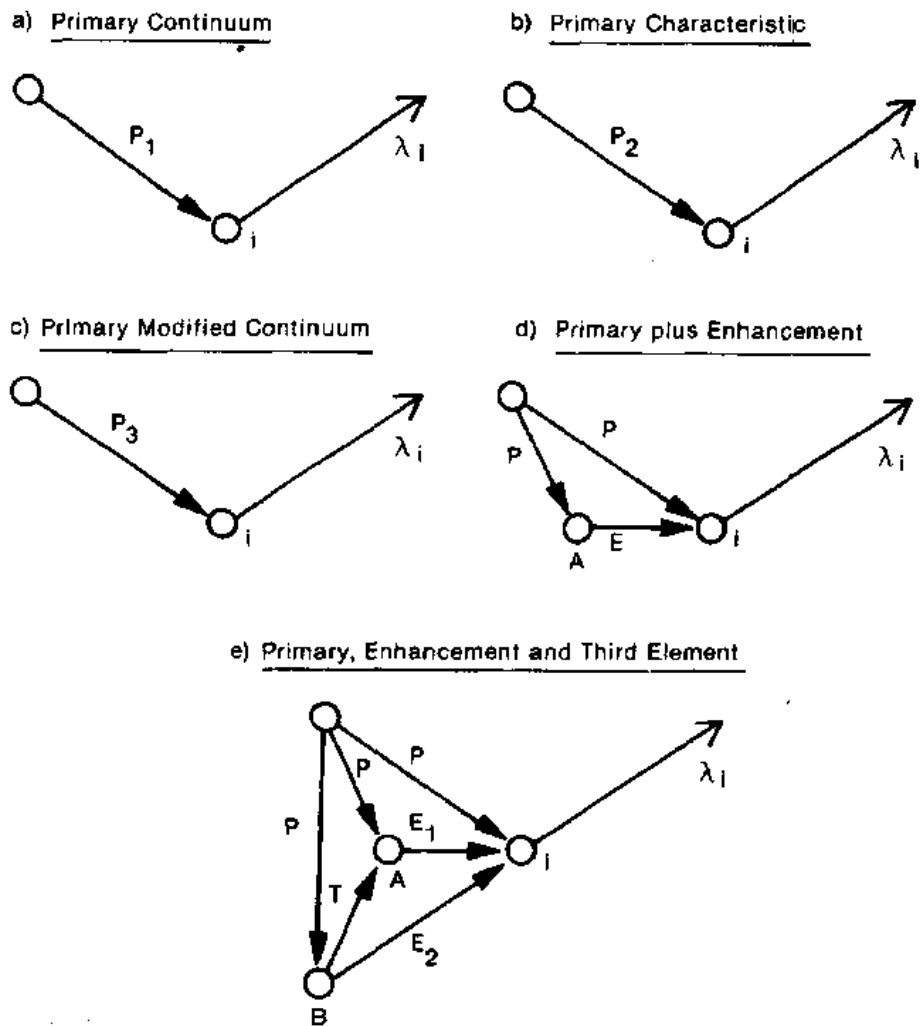 a) Primary Continuum
b) Primary Characteristic
P1
λi
i
P2
λi
i
c) Primary Modified Continuum
d) Primary plus Enhancement
P3
λi
i
P
P
λi
A
E
i
e) Primary, Enhancement and Third Element
P
P
λi
P
E1
A
i
T
E2
B